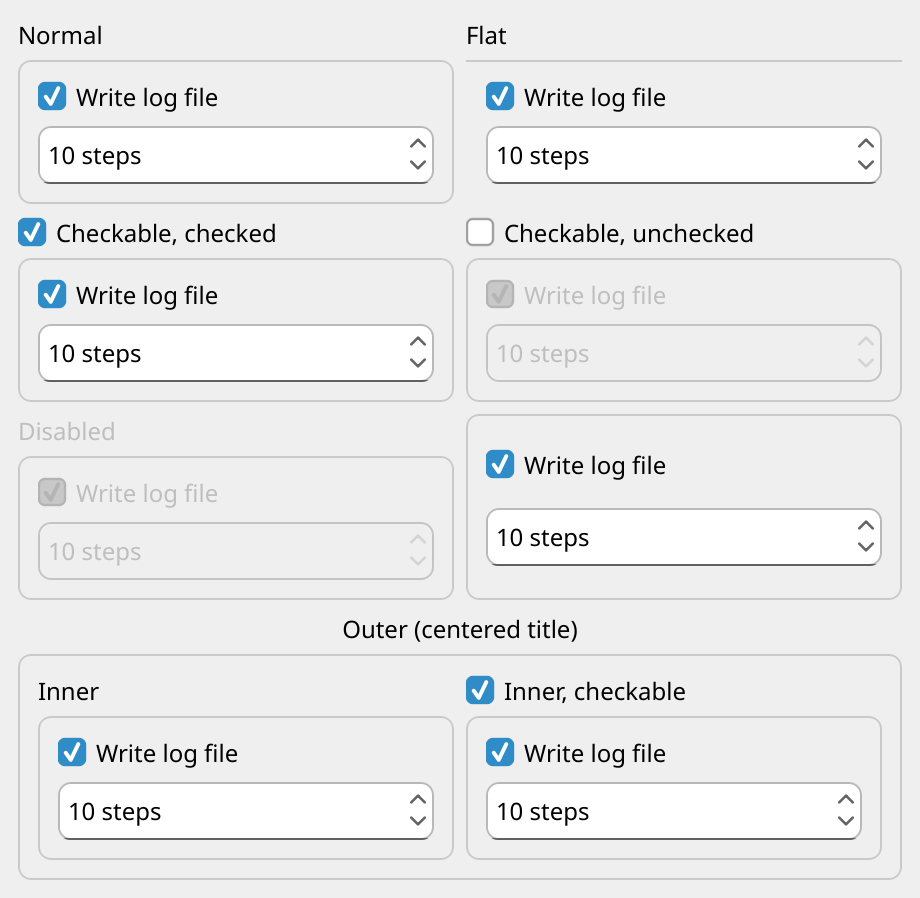 Normal
Write log file
10 steps
Flat
Write log file
10 steps
Checkable, checked
Write log file
10 steps
Checkable, unchecked
Write log file
10 steps
Disabled
Write log file
10 steps
Write log file
10 steps
Outer (centered title)
Inner
Write log file
10 steps
Inner, checkable
Write log file
10 steps